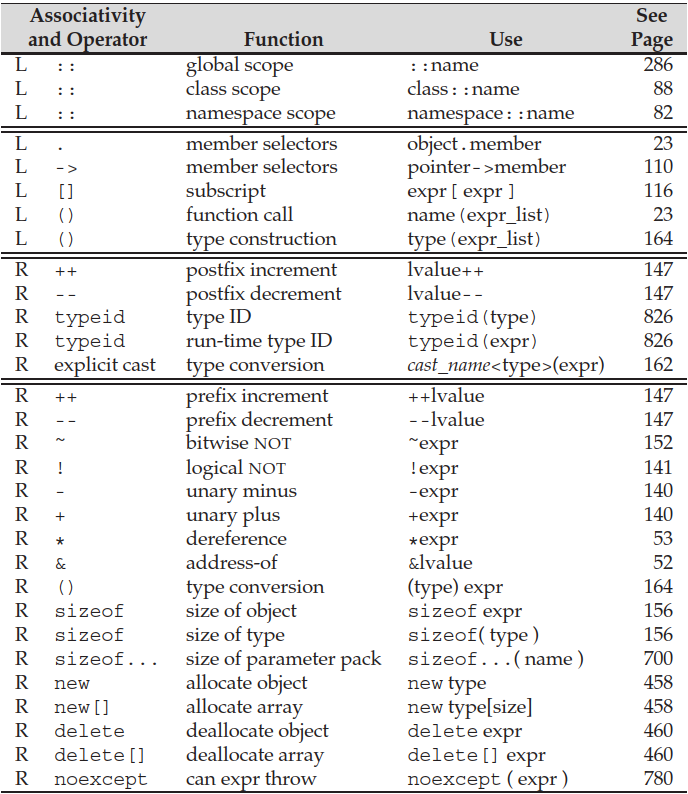 Associativity See
and Operator Function Use Page
L :: global scope ::name 286
L :: class scope class::name 88
L :: namespace scope namespace::name 82
L . member selectors object.member 23
L -> member selectors pointer->member 110
L [] subscript expr[ expr ] 116
L () function call name(expr_list) 23
L () type construction type(expr_list) 164
R ++ postfix increment lvalue++ 147
R -- postfix decrement lvalue-- 147
R typeid type ID typeid(type) 826
R typeid run-time type ID typeid(expr) 826
R explicit cast type conversion cast_name<type>(expr) 162
R ++ prefix increment ++lvalue 147
R -- prefix decrement --lvalue 147
R ~ bitwise NOT ~expr 152
R ! logical NOT !expr 141
R - unary minus -expr 140
R + unary plus +expr 140
R * dereference *expr 53
R & address-of &lvalue 52
R () type conversion (type) expr 164
R sizeof size of object sizeof expr 156
R sizeof size of type sizeof( type ) 156
R sizeof... size of parameter pack sizeof...( name ) 700
R new allocate object new type 458
R new[] allocate array new type[size] 458
R delete deallocate object delete expr 460
R delete[] deallocate array delete[] expr 460
R noexcept can expr throw noexcept ( expr ) 780